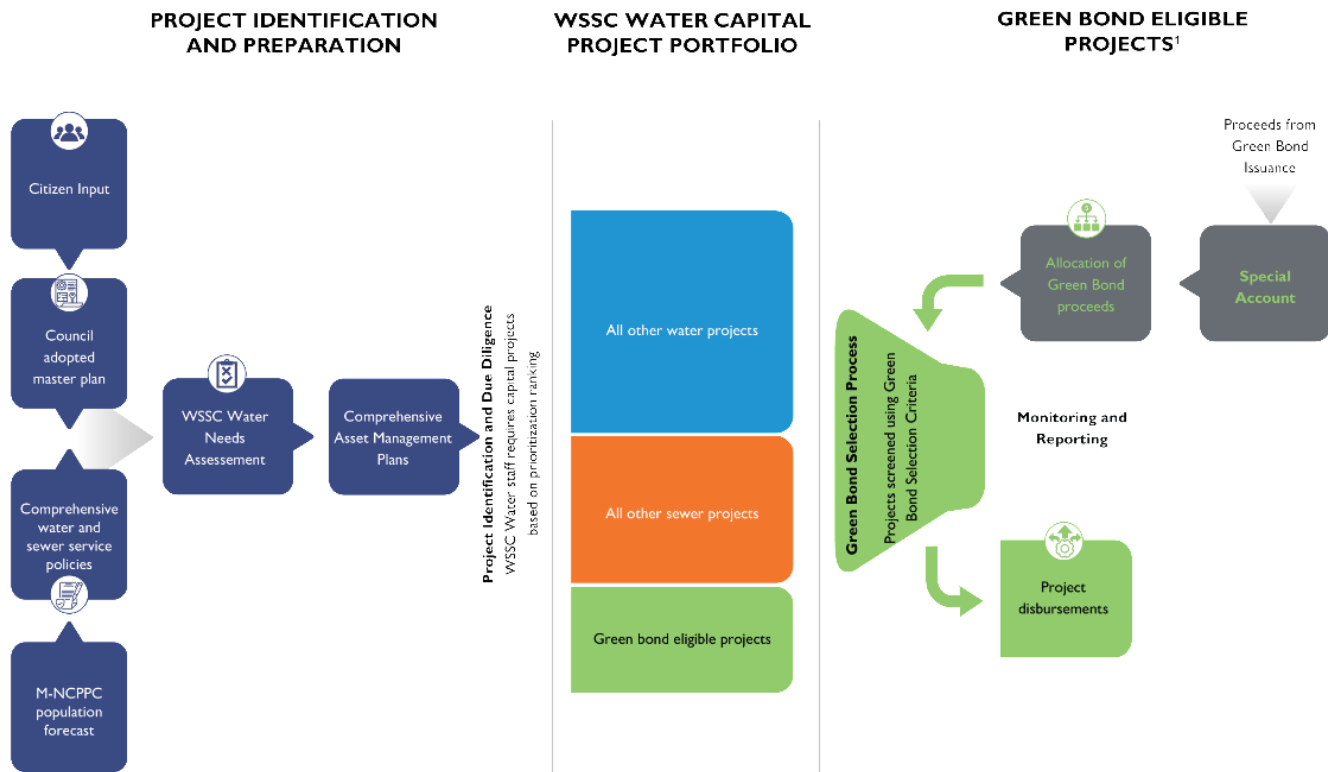 PROJECT IDENTIFICATION
AND PREPARATION
WSSC WATER CAPITAL
PROJECT PORTFOLIO
GREEN BOND ELIGIBLE
PROJECTS¹
Citizen Input
Council
adopted
master plan
Comprehensive
water and
sewer service
policies
M-NCPPC
population
forecast
WSSC Water
Needs
Assessement
Comprehensive
Asset Management
Plans
Project Identification and Due Diligence
WSSC Water staff requires capital projects
based on prioritization ranking
All other water projects
All other sewer projects
Green bond eligible projects
Proceeds from
Green Bond
Issuance
Special
Account
Allocation of
Green Bond
proceeds
Green Bond Selection Process
Projects screened using Green
Bond Selection Criteria
Monitoring and
Reporting
Project
disbursements